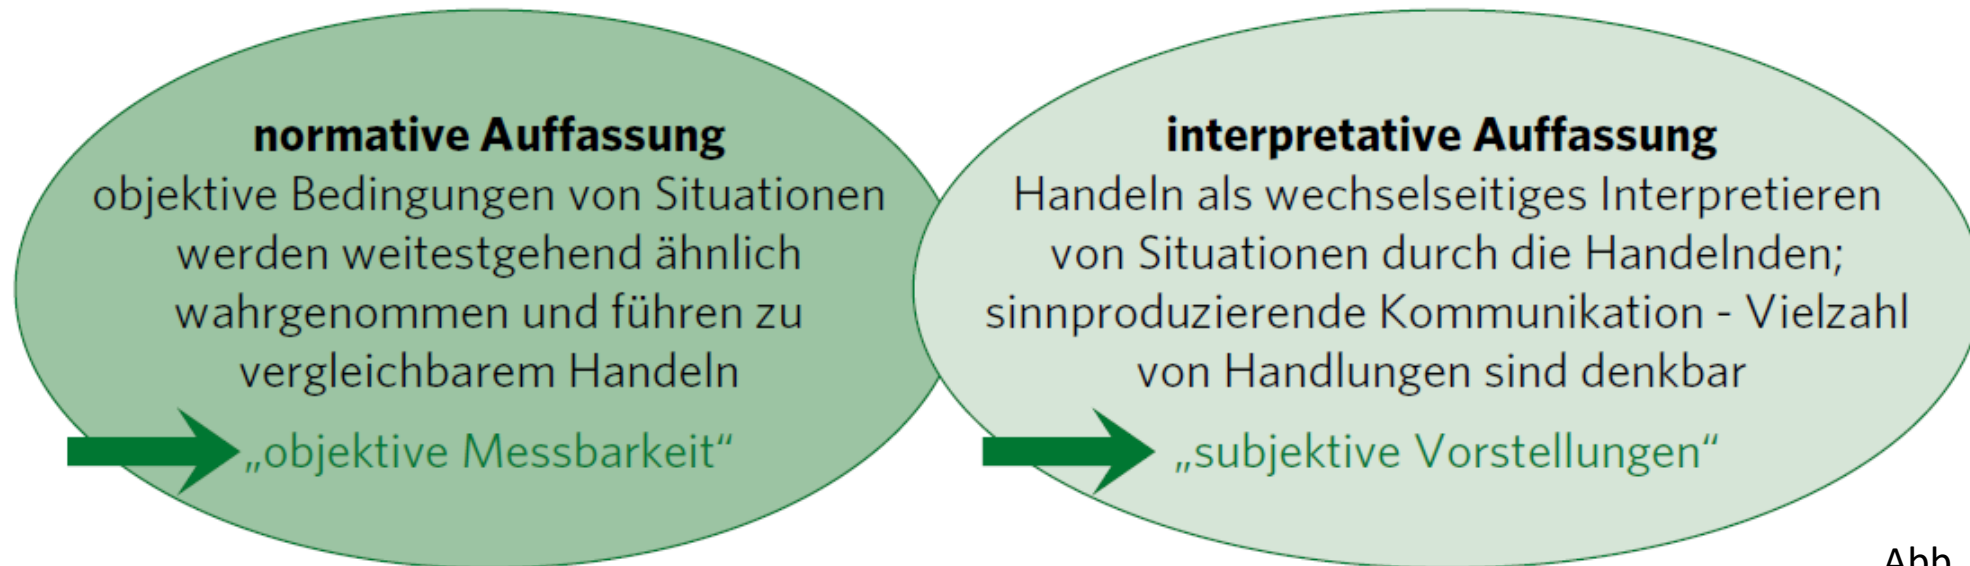 normative Auffassung
objektive Bedingungen von Situationen
werden weitestgehend ähnlich
wahrgenommen und führen zu
vergleichbarem Handeln
„objektive Messbarkeit“
interpretative Auffassung
Handeln als wechselseitiges Interpretieren
von Situationen durch die Handelnden;
sinnproduzierende Kommunikation - Vielzahl
von Handlungen sind denkbar
„subjektive Vorstellungen“
Abb